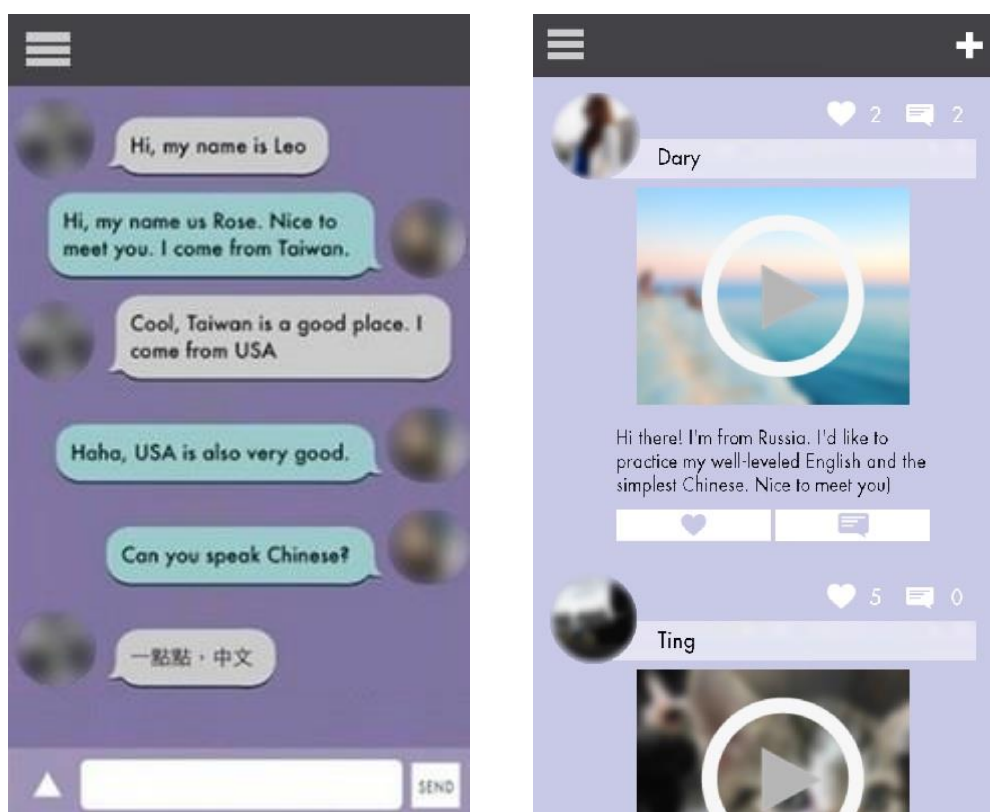 Hi, my name is Leo
Hi, my name us Rose. Nice to
meet you. I come from Taiwan.
Cool, Taiwan is a good place. I
come from USA
Haha, USA is also very good.
Can you speak Chinese?
一點點，中文
SEND
2 2
Dary
Hi there! I'm from Russia. I'd like to
practice my well-leveled English and the
simplest Chinese. Nice to meet you)
5 0
Ting